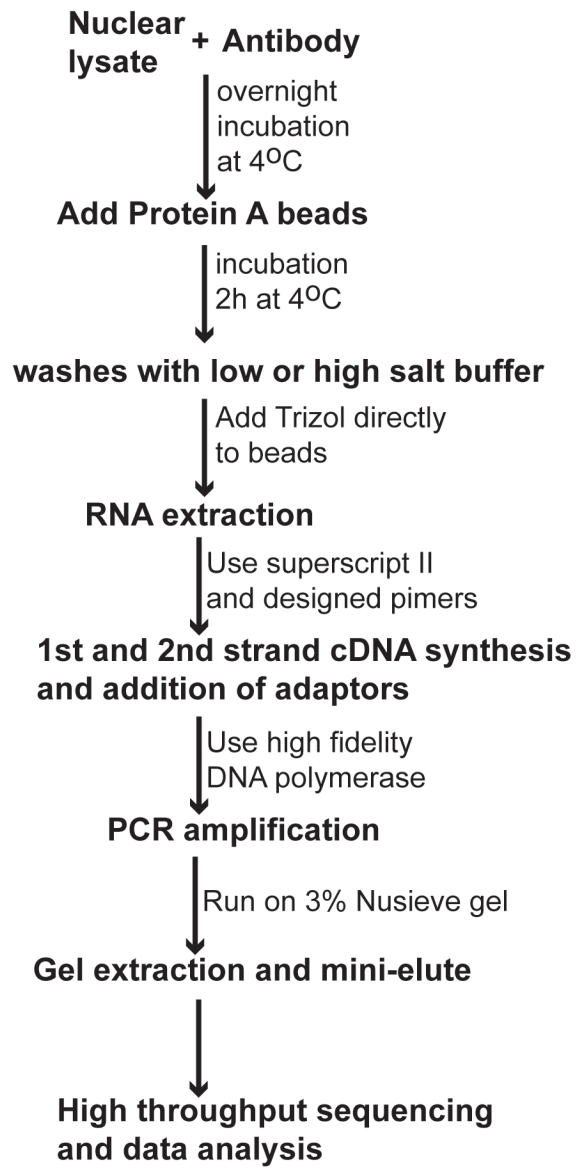 Nuclear
lysate + Antibody
overnight
incubation
at 4ºC
Add Protein A beads
incubation
2h at 4ºC
washes with low or high salt buffer
Add Trizol directly
to beads
RNA extraction
Use superscript II
and designed pimers
1st and 2nd strand cDNA synthesis
and addition of adaptors
Use high fidelity
DNA polymerase
PCR amplification
Run on 3% Nusieve gel
Gel extraction and mini-elute
High throughput sequencing
and data analysis